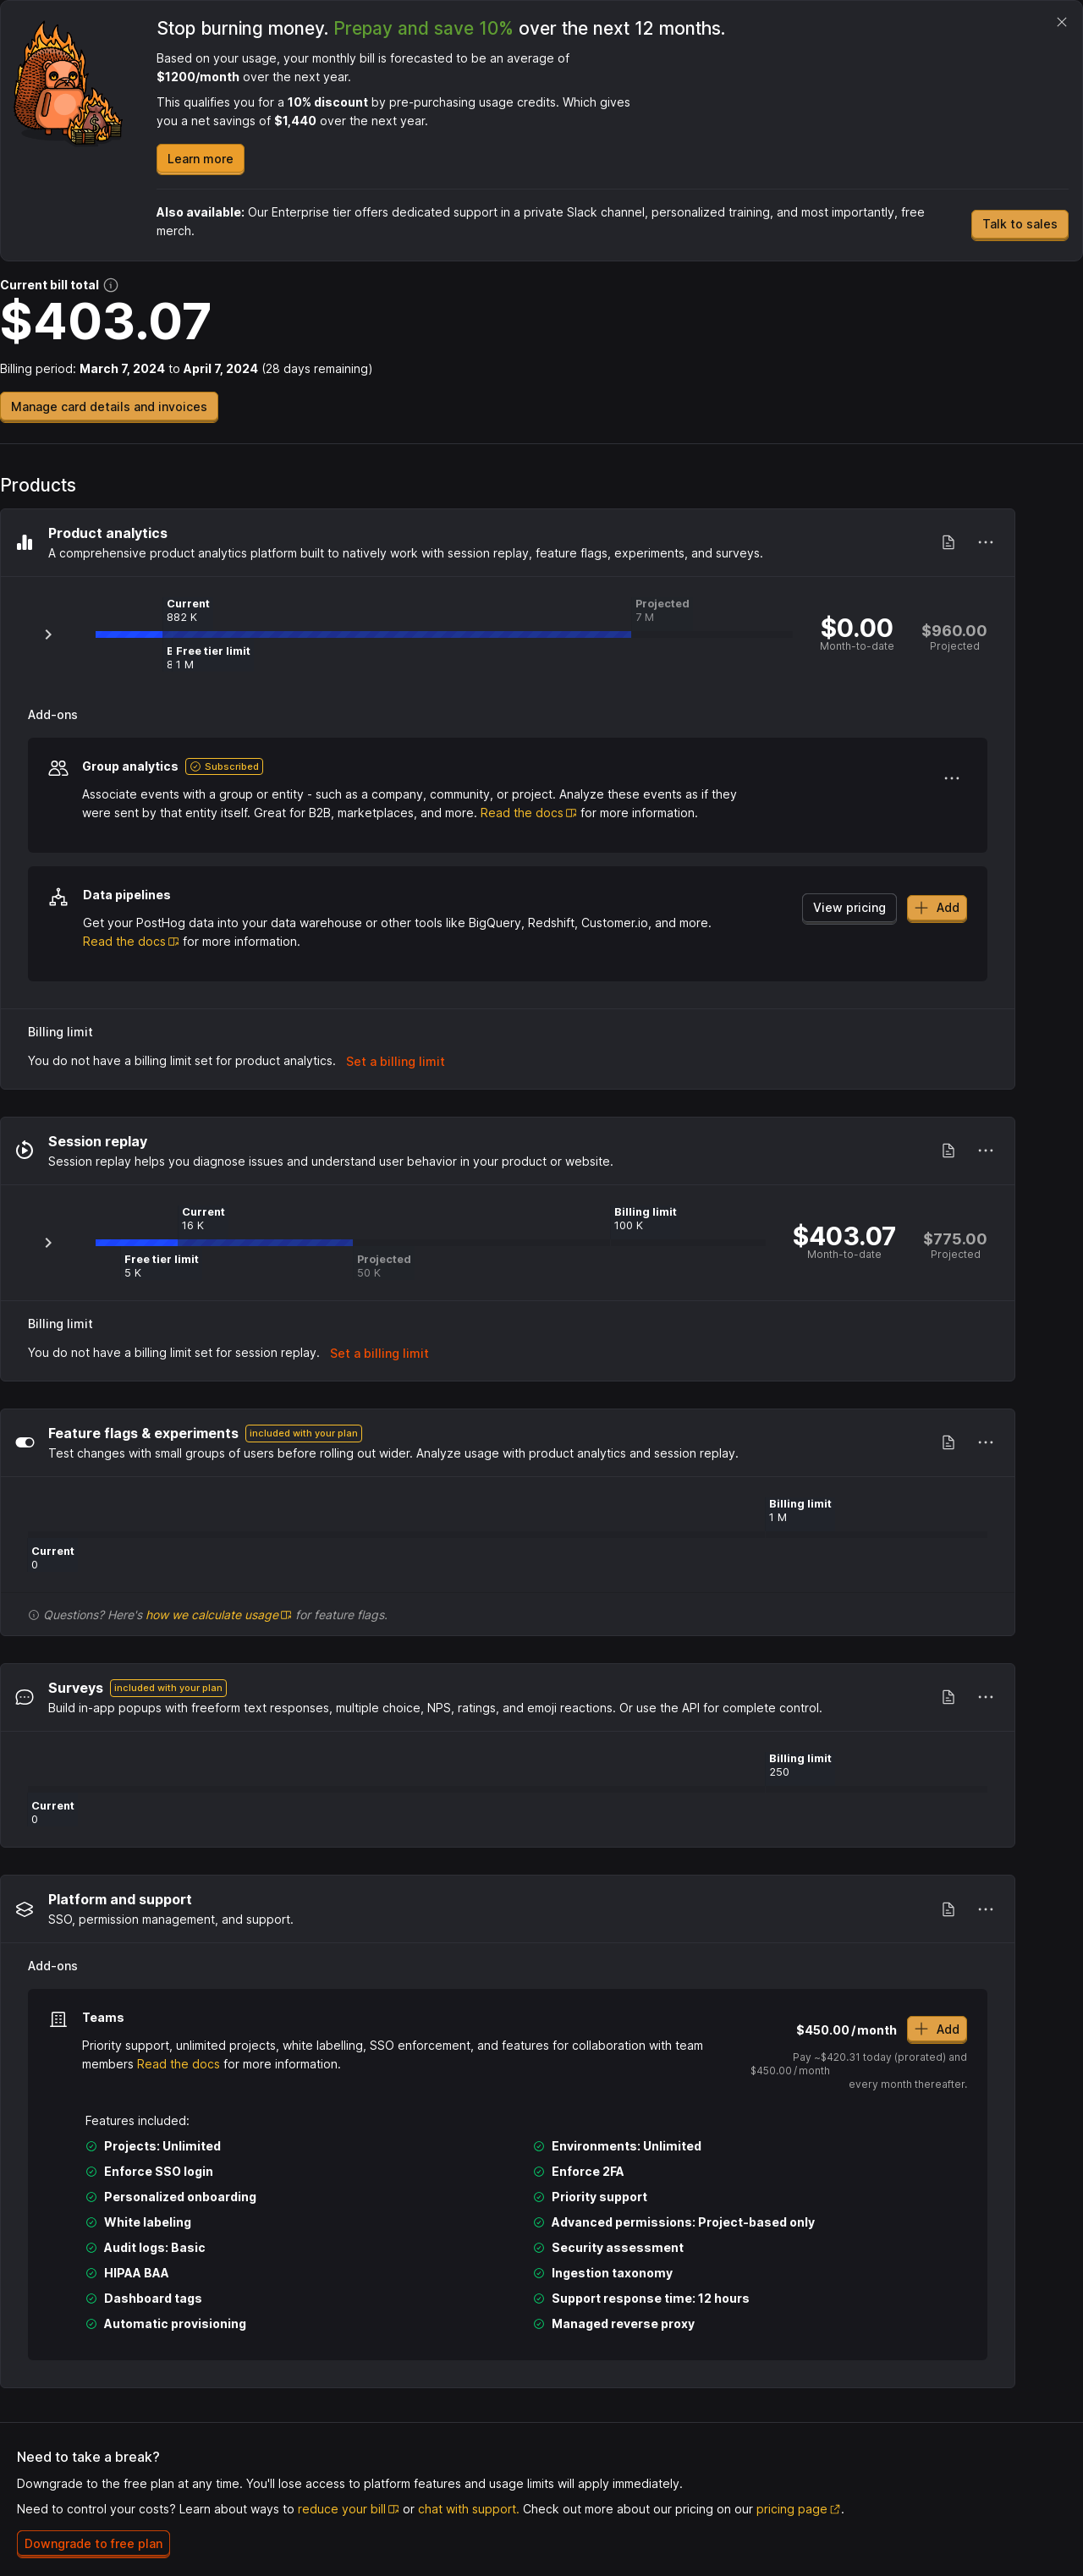 Stop burning money. Prepay and save 10% over the next 12 months.
Based on your usage, your monthly bill is forecasted to be an average of
$1200/month over the next year.
This qualifies you for a 10% discount by pre-purchasing usage credits. Which gives
you a net savings of $1,440 over the next year.
Learn more
Also available: Our Enterprise tier offers dedicated support in a private Slack channel, personalized training, and most importantly, free
merch.
Talk to sales
Current bill total
$403.07
Billing period: March 7, 2024 to April 7, 2024 (28 days remaining)
Manage card details and invoices
Products
Product analytics
A comprehensive product analytics platform built to natively work with session replay, feature flags, experiments, and surveys.
Current
882 K
Projected
7 M
Free tier limit
1 M
$0.00
Month-to-date
$960.00
Projected
Add-ons
Group analytics
Subscribed
Associate events with a group or entity - such as a company, community, or project. Analyze these events as if they
were sent by that entity itself. Great for B2B, marketplaces, and more. Read the docs for more information.
Data pipelines
Get your PostHog data into your data warehouse or other tools like BigQuery, Redshift, Customer.io, and more.
Read the docs for more information.
View pricing
Add
Billing limit
You do not have a billing limit set for product analytics. Set a billing limit
Session replay
Session replay helps you diagnose issues and understand user behavior in your product or website.
Current
16 K
Billing limit
100 K
Free tier limit
5 K
Projected
50 K
$403.07
Month-to-date
$775.00
Projected
Billing limit
You do not have a billing limit set for session replay. Set a billing limit
Feature flags & experiments
included with your plan
Test changes with small groups of users before rolling out wider. Analyze usage with product analytics and session replay.
Billing limit
1 M
Current
0
Questions? Here's how we calculate usage for feature flags.
Surveys
included with your plan
Build in-app popups with freeform text responses, multiple choice, NPS, ratings, and emoji reactions. Or use the API for complete control.
Billing limit
250
Current
0
Platform and support
SSO, permission management, and support.
Add-ons
Teams
Priority support, unlimited projects, white labelling, SSO enforcement, and features for collaboration with team
members Read the docs for more information.
$450.00/month
Add
Pay ~$420.31 today (prorated) and
$450.00/month
every month thereafter.
Features included:
Projects: Unlimited
Environments: Unlimited
Enforce SSO login
Enforce 2FA
Personalized onboarding
Priority support
White labeling
Advanced permissions: Project-based only
Audit logs: Basic
Security assessment
HIPAA BAA
Ingestion taxonomy
Dashboard tags
Support response time: 12 hours
Automatic provisioning
Managed reverse proxy
Need to take a break?
Downgrade to the free plan at any time. You'll lose access to platform features and usage limits will apply immediately.
Need to control your costs? Learn about ways to reduce your bill or chat with support. Check out more about our pricing on our pricing page.
Downgrade to free plan